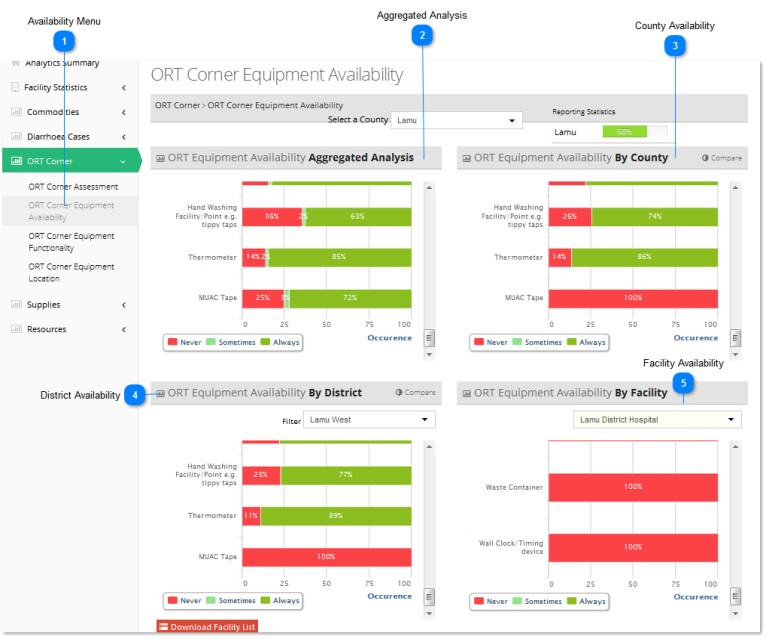 Availability Menu
Aggregated Analysis
County Availability
1
2
3
Analytics Summary
Facility Statistics
Commodities
Diarrhoea Cases
ORT Corner
ORT Corner Assessment
ORT Corner Equipment
Availability
ORT Corner Equipment
Functionality
ORT Corner Equipment
Location
Supplies
Resources
ORT Corner Equipment Availability
ORT Corner > ORT Corner Equipment Availability
Select a County
Lamu
Reporting Statistics
Lamu
68%
ORT Equipment Availability Aggregated Analysis
Hand Washing
Facility/Point e.g.
tippy taps
36% 2% 63%
Thermometer
14% 2% 85%
MUAC Tape
25% 3% 72%
0 25 50 75 100
Occurence
Never Sometimes Always
ORT Equipment Availability By County
Compare
Hand Washing
Facility/Point e.g.
tippy taps
26% 74%
Thermometer
14% 86%
MUAC Tape
100%
0 25 50 75 100
Occurence
Never Sometimes Always
District Availability
4
ORT Equipment Availability By District
Compare
Filter
Lamu West
Hand Washing
Facility/Point e.g.
tippy taps
23% 77%
Thermometer
11% 89%
MUAC Tape
100%
0 25 50 75 100
Occurence
Never Sometimes Always
Download Facility List
Facility Availability
5
ORT Equipment Availability By Facility
Lamu District Hospital
Waste Container
100%
Wall Clock/Timing
device
100%
0 25 50 75 100
Occurence
Never Sometimes Always